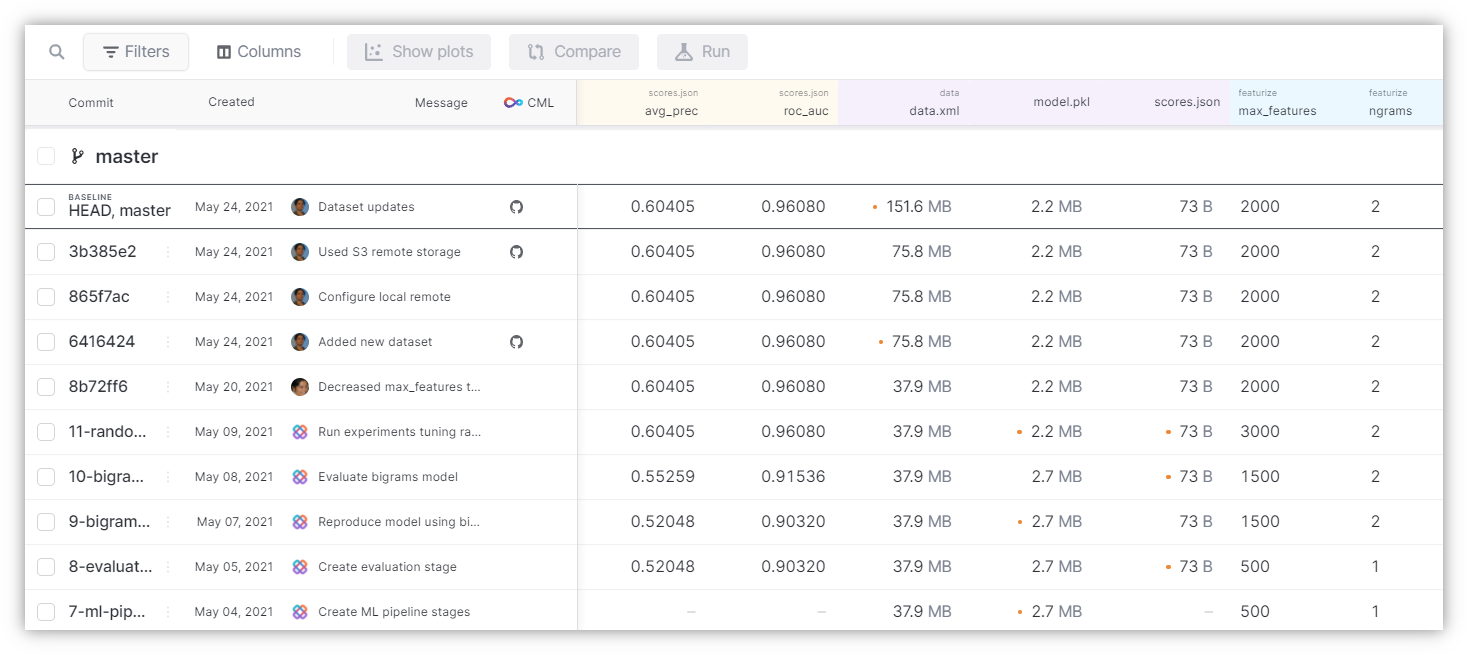 Filters Columns Show plots Compare Run
Commit Created Message CML scores.json avg_prec scores.json roc_auc data data.xml model.pkl scores.json featurize max_features featurize ngrams
master
BASELINE
HEAD, master May 24, 2021 Dataset updates 0.60405 0.96080 151.6 MB 2.2 MB 73 B 2000 2
3b385e2 May 24, 2021 Used S3 remote storage 0.60405 0.96080 75.8 MB 2.2 MB 73 B 2000 2
865f7ac May 24, 2021 Configure local remote 0.60405 0.96080 75.8 MB 2.2 MB 73 B 2000 2
6416424 May 24, 2021 Added new dataset 0.60405 0.96080 75.8 MB 2.2 MB 73 B 2000 2
8b72ff6 May 20, 2021 Decreased max_features t... 0.60405 0.96080 37.9 MB 2.2 MB 73 B 2000 2
11-rando... May 09, 2021 Run experiments tuning ra... 0.60405 0.96080 37.9 MB 2.2 MB 73 B 3000 2
10-bigra... May 08, 2021 Evaluate bigrams model 0.55259 0.91536 37.9 MB 2.7 MB 73 B 1500 2
9-bigram... May 07, 2021 Reproduce model using bi... 0.52048 0.90320 37.9 MB 2.7 MB 73 B 1500 2
8-evaluat... May 05, 2021 Create evaluation stage 0.52048 0.90320 37.9 MB 2.7 MB 73 B 500 1
7-ml-pip... May 04, 2021 Create ML pipeline stages – – 37.9 MB 2.7 MB – 500 1